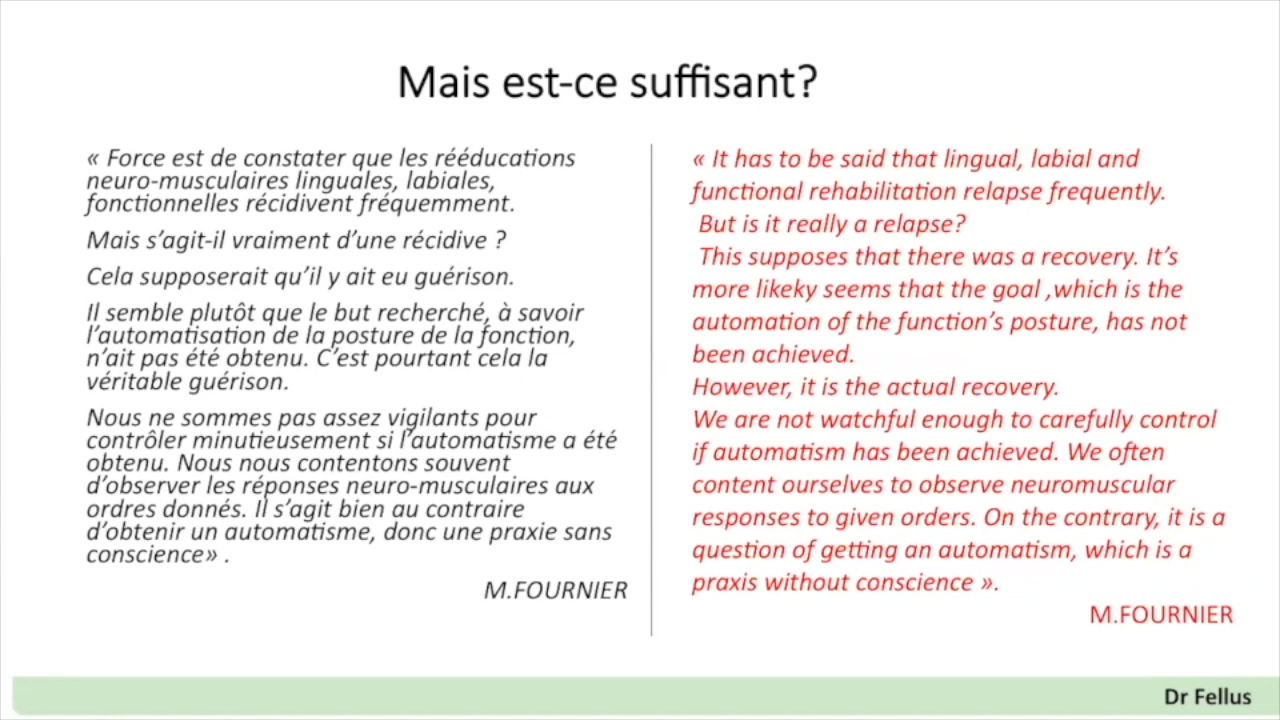 Mais est-ce suffisant?
« Force est de constater que les rééducations
neuro-musculaires linguales, labiales,
fonctionnelles récidivent fréquemment.
Mais s’agit-il vraiment d’une récidive ?
Cela supposerait qu’il y ait eu guérison.
Il semble plutôt que le but recherché, à savoir
l’automatisation de la posture de la fonction,
n’ait pas été obtenu. C’est pourtant cela la
véritable guérison.
Nous ne sommes pas assez vigilants pour
contrôler minutieusement si l’automatisme a été
obtenu. Nous nous contentons souvent
d’observer les réponses neuro-musculaires aux
ordres donnés. Il s’agit bien au contraire
d’obtenir un automatisme, donc une praxie sans
conscience» .
M.FOURNIER
« It has to be said that lingual, labial and
functional rehabilitation relapse frequently.
But is it really a relapse?
This supposes that there was a recovery. It’s
more likeky seems that the goal ,which is the
automation of the function’s posture, has not
been achieved.
However, it is the actual recovery.
We are not watchful enough to carefully control
if automatism has been achieved. We often
content ourselves to observe neuromuscular
responses to given orders. On the contrary, it is a
question of getting an automatism, which is a
praxis without conscience ».
M.FOURNIER
Dr Fellus